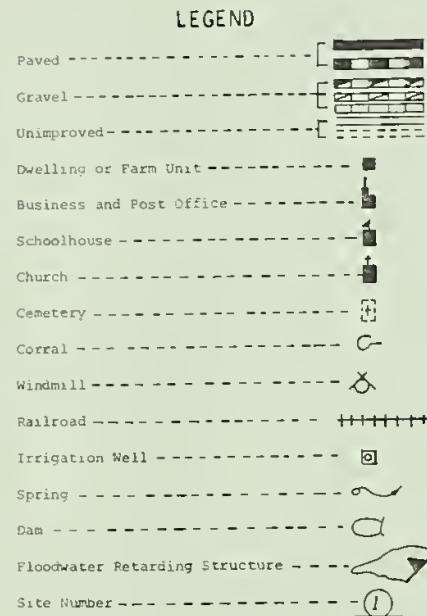 LEGEND
Paved
Gravel
Unimproved
Dwelling or Farm Unit
Business and Post Office
Schoolhouse
Church
Cemetery
Corral
Windmill
Railroad
Irrigation Well
Spring
Dam
Floodwater Retarding Structure
Site Number 1